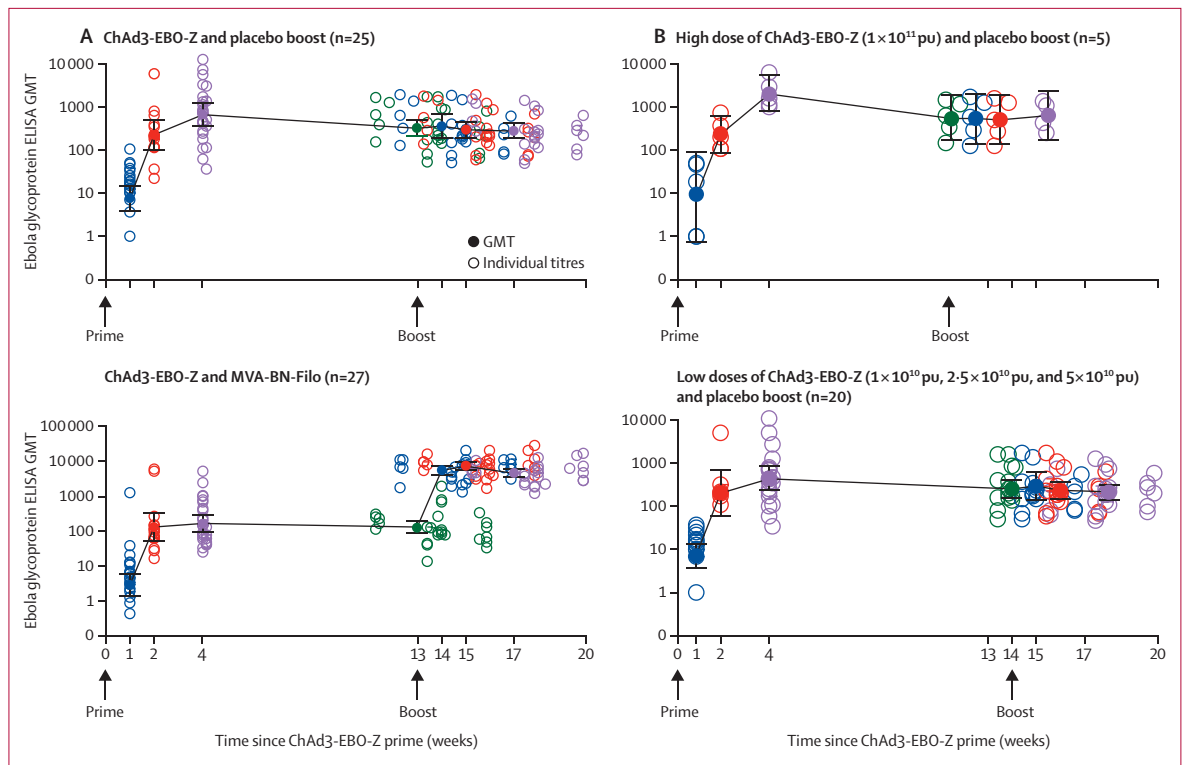 A ChAd3-EBO-Z and placebo boost (n=25)
Ebola glycoprotein ELISA GMT
10 000
1000
100
10
1
0
GMT
Individual titres
Prime
Boost
B High dose of ChAd3-EBO-Z (1×10¹¹ pu) and placebo boost (n=5)
10 000
1000
100
10
1
0
Prime
Boost
ChAd3-EBO-Z and MVA-BN-Filo (n=27)
Ebola glycoprotein ELISA GMT
100 000
10 000
1000
100
10
1
0
0 1 2 4 13 14 15 17 20
Prime
Boost
Time since ChAd3-EBO-Z prime (weeks)
Low doses of ChAd3-EBO-Z (1×10¹⁰ pu, 2·5×10¹⁰ pu, and 5×10¹⁰ pu)
and placebo boost (n=20)
10 000
1000
100
10
1
0
0 1 2 4 13 14 15 17 20
Prime
Boost
Time since ChAd3-EBO-Z prime (weeks)